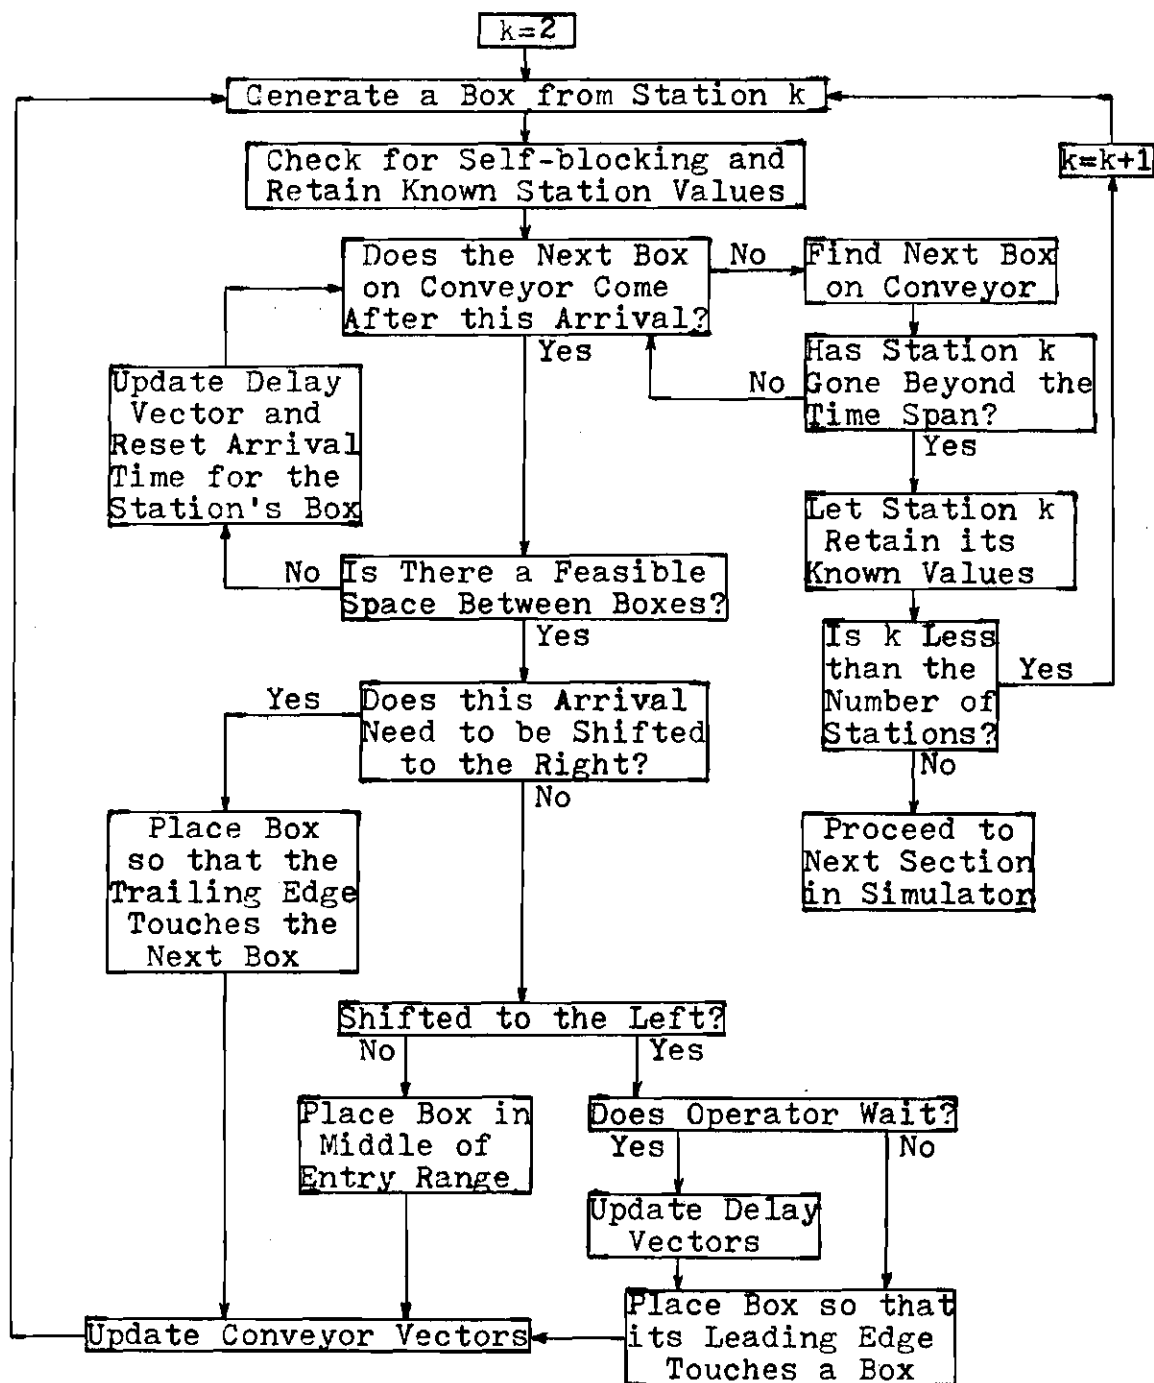 k=2
Generate a Box from Station k
Check for Self-blocking and
Retain Known Station Values
k=k+1
Does the Next Box
on Conveyor Come
After this Arrival?
No
Find Next Box
on Conveyor
Yes
Has Station k
Gone Beyond the
Time Span?
No
Yes
Update Delay
Vector and
Reset Arrival
Time for the
Station's Box
Let Station k
Retain its
Known Values
No
Is There a Feasible
Space Between Boxes?
Yes
Is k Less
than the
Number of
Stations?
Yes
No
Yes
Does this Arrival
Need to be Shifted
to the Right?
No
Proceed to
Next Section
in Simulator
Place Box
so that the
Trailing Edge
Touches the
Next Box
Shifted to the Left?
No
Yes
Place Box in
Middle of
Entry Range
Does Operator Wait?
Yes
No
Update Delay
Vectors
Place Box so that
its Leading Edge
Touches a Box
Update Conveyor Vectors